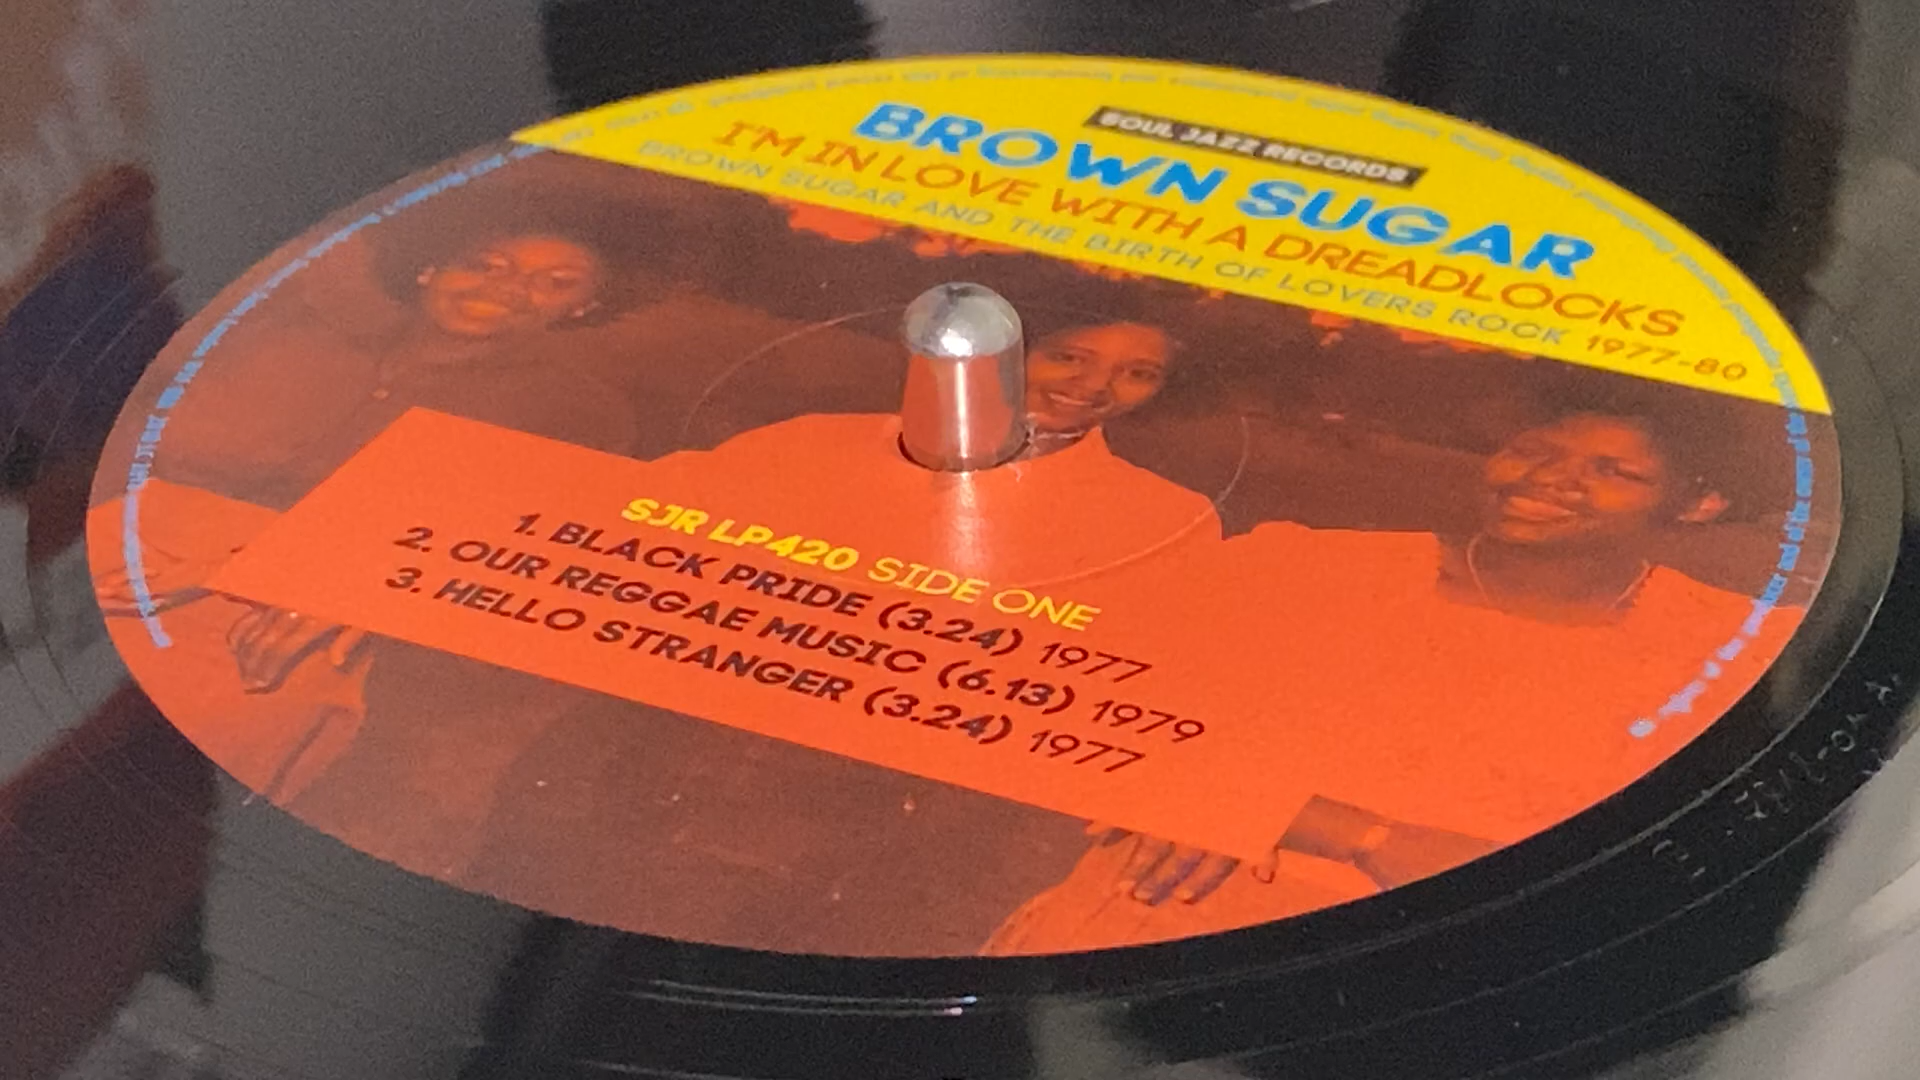 SOUL JAZZ RECORDS
BROWN SUGAR
I'M IN LOVE WITH A DREADLOCKS
BROWN SUGAR AND THE BIRTH OF LOVERS ROCK 1977-80
SJR LP420 SIDE ONE
1. BLACK PRIDE (3.24) 1977
2. OUR REGGAE MUSIC (6.13) 1979
3. HELLO STRANGER (3.24) 1977